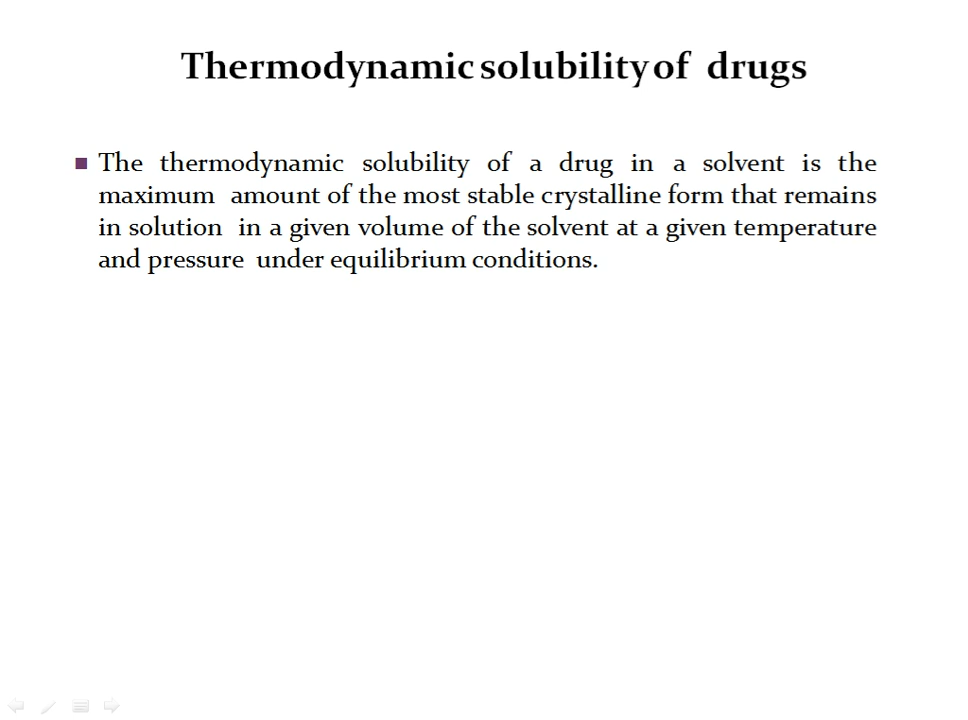 Thermodynamic solubility of drugs
The thermodynamic solubility of a drug in a solvent is the
maximum amount of the most stable crystalline form that remains
in solution in a given volume of the solvent at a given temperature
and pressure under equilibrium conditions.